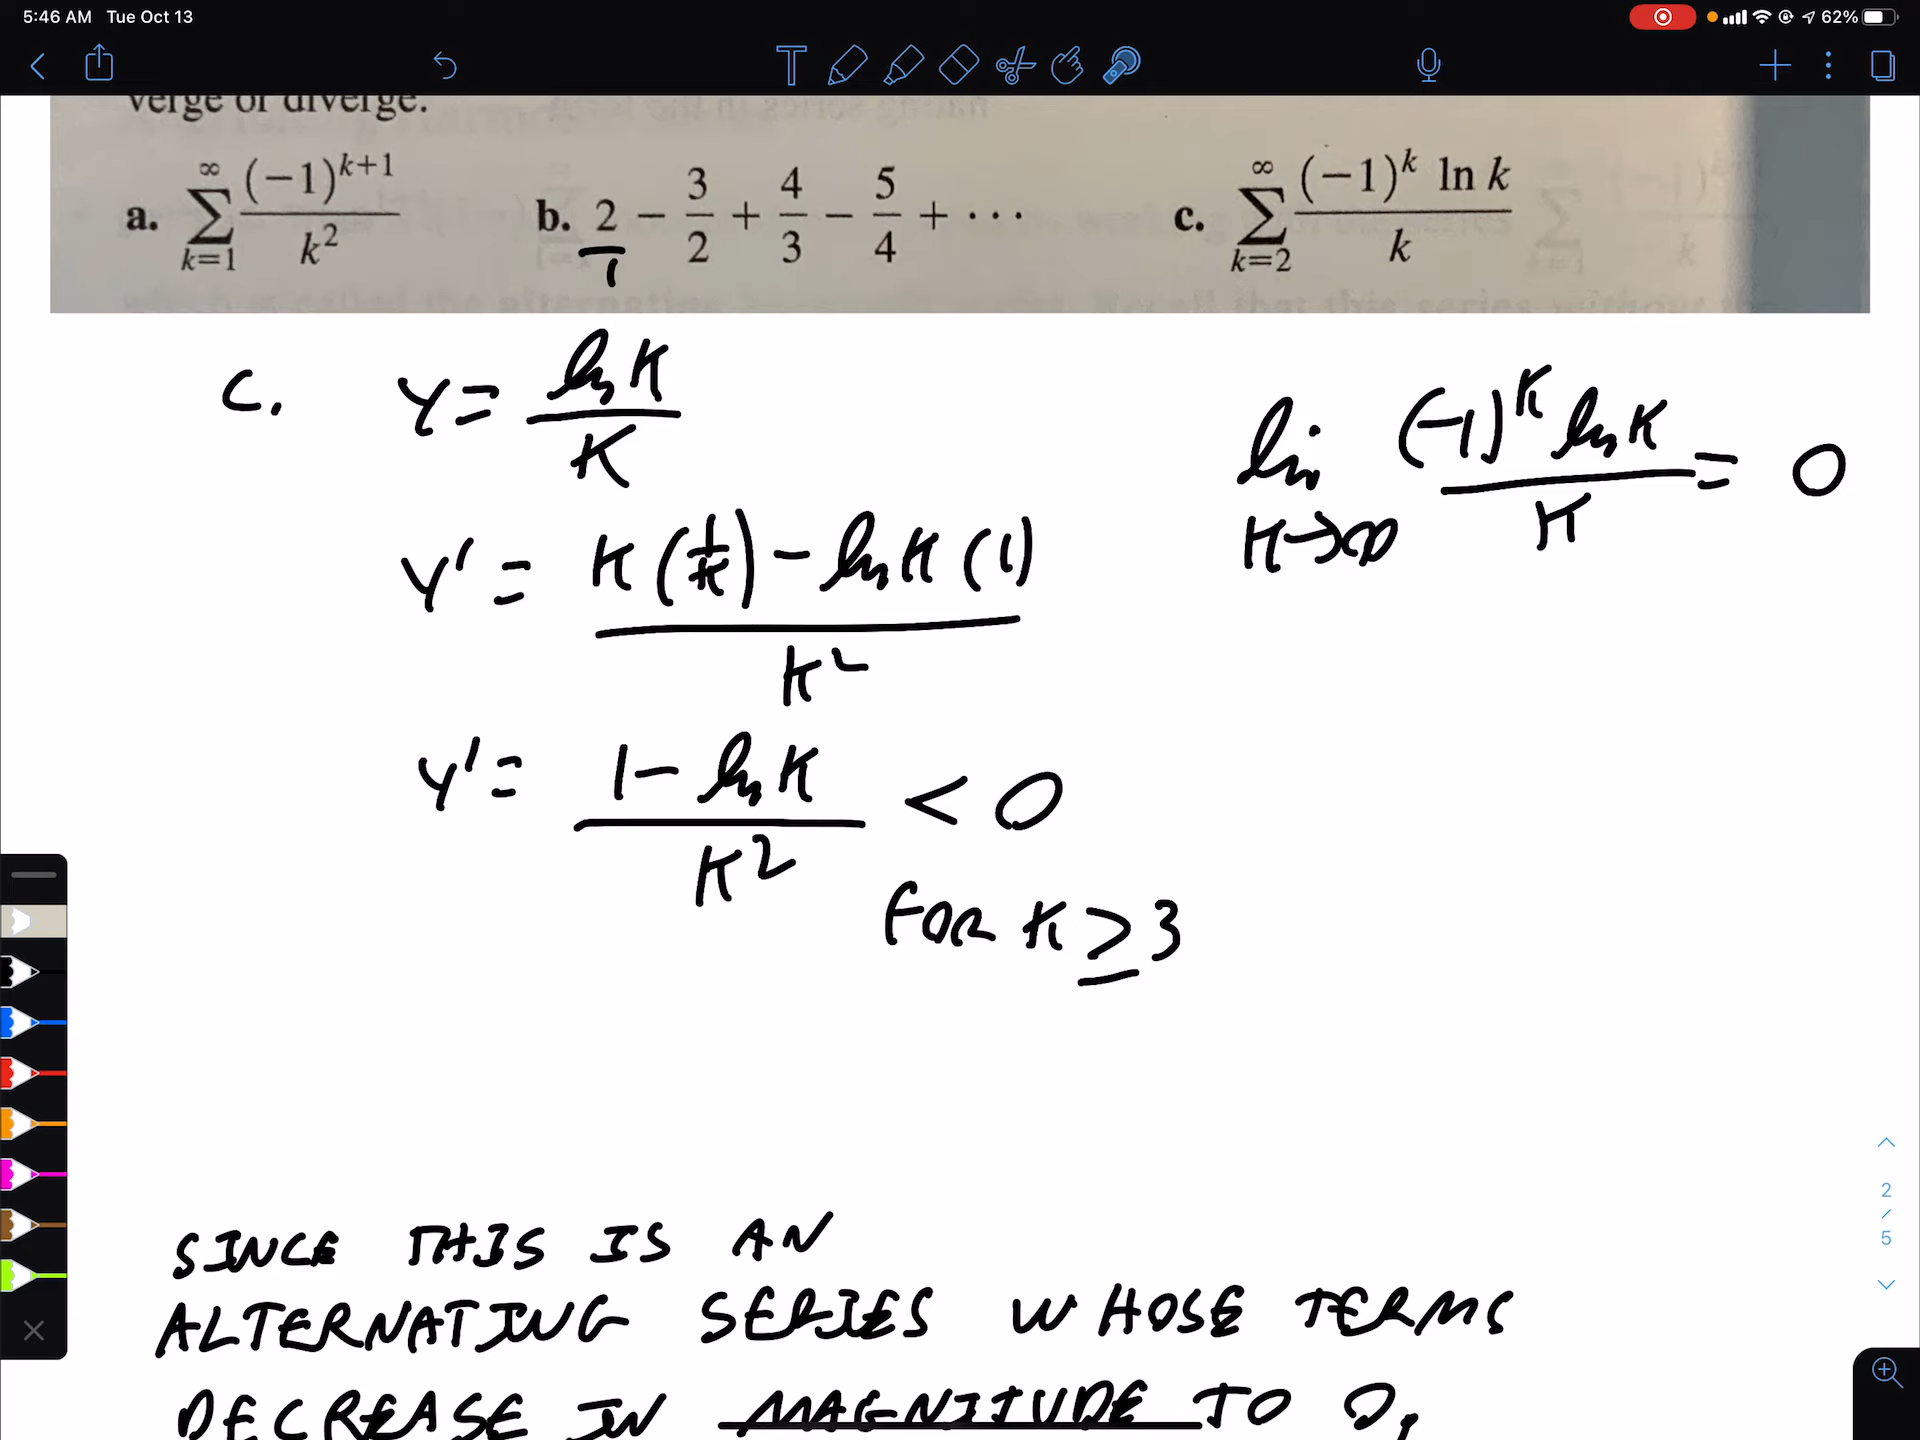 5:46 AM Tue Oct 13 62%
verge or diverge.
a. ∑_{k=1}^{∞} (−1)^{k+1} / k² b. 2 − 3/2 + 4/3 − 5/4 + ··· c. ∑_{k=2}^{∞} (−1)^k ln k / k
1
C. Y = ln K / K
lim K→∞ (-1)^K ln K / K = 0
Y' = K (1/K) - ln K (1) / K²
Y' = 1 - ln K / K² < 0
FOR K ≥ 3
2
/
5
SINCE THIS IS AN
ALTERNATING SERIES WHOSE TERMS
DECREASE IN MAGNITUDE TO 0,